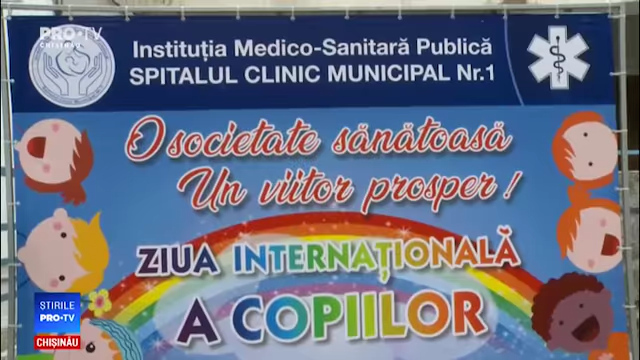 PRO TV
CHIȘINĂU
Instituția Medico-Sanitară Publică
SPITALUL CLINIC MUNICIPAL Nr.1
O societate sănătoasă
Un viitor prosper!
ZIUA INTERNAȚIONALĂ
A COPIILOR
ȘTIRILE
PRO•TV
CHIȘINĂU